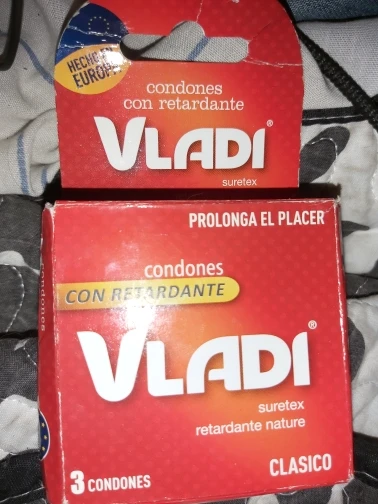 HECHO EN
EUROPA
condones
con retardante
VLADI®
suretex
PROLONGA EL PLACER
condones
CON RETARDANTE
VLADI®
suretex
retardante nature
3 CONDONES
CLASICO
condones